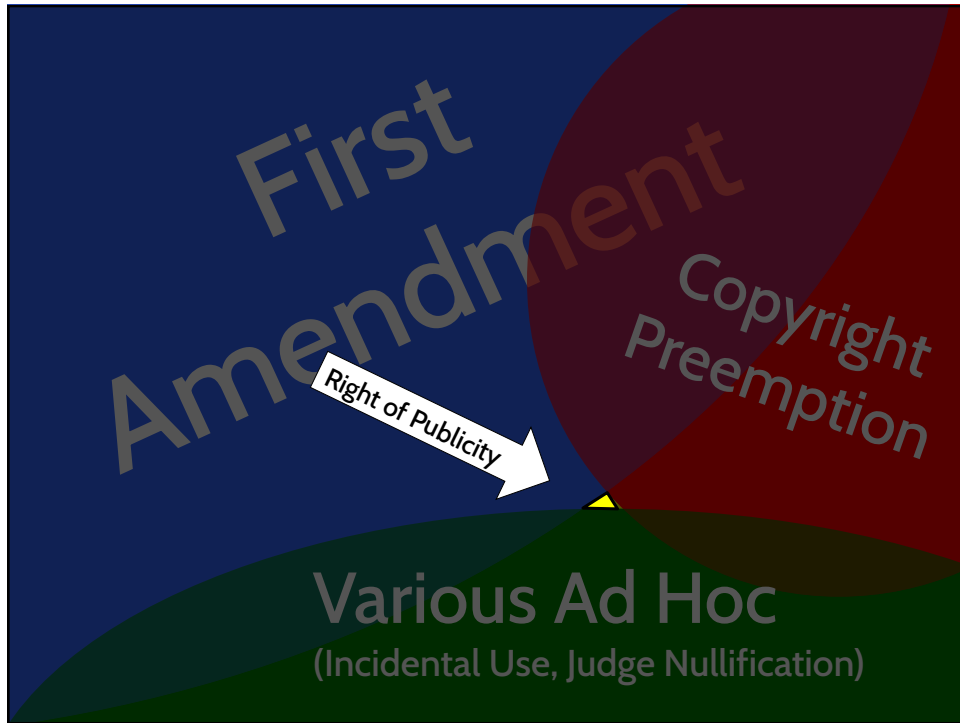 First
Amendment
Copyright
Preemption
Right of Publicity
Various Ad Hoc
(Incidental Use, Judge Nullification)